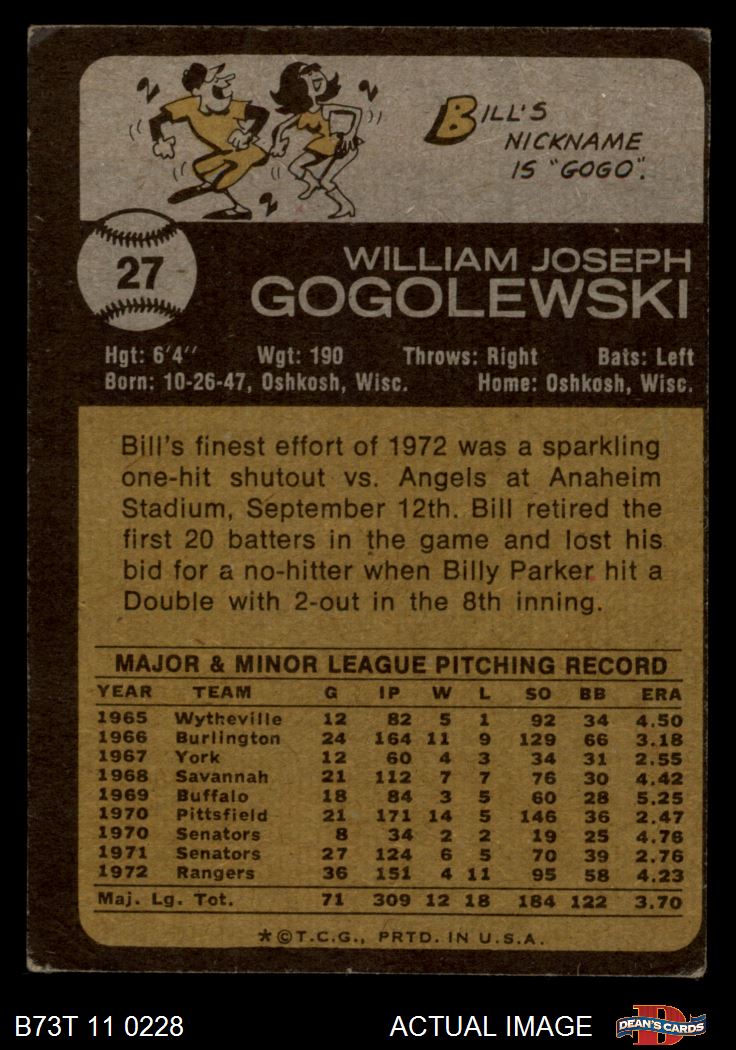 BILL'S
NICKNAME
IS "GOGO".
27
WILLIAM JOSEPH
GOGOLEWSKI
Hgt: 6'4" Wgt: 190 Throws: Right Bats: Left
Born: 10-26-47, Oshkosh, Wisc. Home: Oshkosh, Wisc.
Bill's finest effort of 1972 was a sparkling
one-hit shutout vs. Angels at Anaheim
Stadium, September 12th. Bill retired the
first 20 batters in the game and lost his
bid for a no-hitter when Billy Parker hit a
Double with 2-out in the 8th inning.
MAJOR & MINOR LEAGUE PITCHING RECORD
YEAR TEAM G IP W L SO BB ERA
1965 Wytheville 12 82 5 1 92 34 4.50
1966 Burlington 24 164 11 9 129 66 3.18
1967 York 12 60 4 3 34 31 2.55
1968 Savannah 21 112 7 7 76 30 4.42
1969 Buffalo 18 84 3 5 60 28 5.25
1970 Pittsfield 21 171 14 5 146 36 2.47
1970 Senators 8 34 2 2 19 25 4.76
1971 Senators 27 124 6 5 70 39 2.76
1972 Rangers 36 151 4 11 95 58 4.23
Maj. Lg. Tot. 71 309 12 18 184 122 3.70
*©T.C.G., PRTD. IN U.S.A.
B73T 11 0228 ACTUAL IMAGE D DEAN'S CARDS